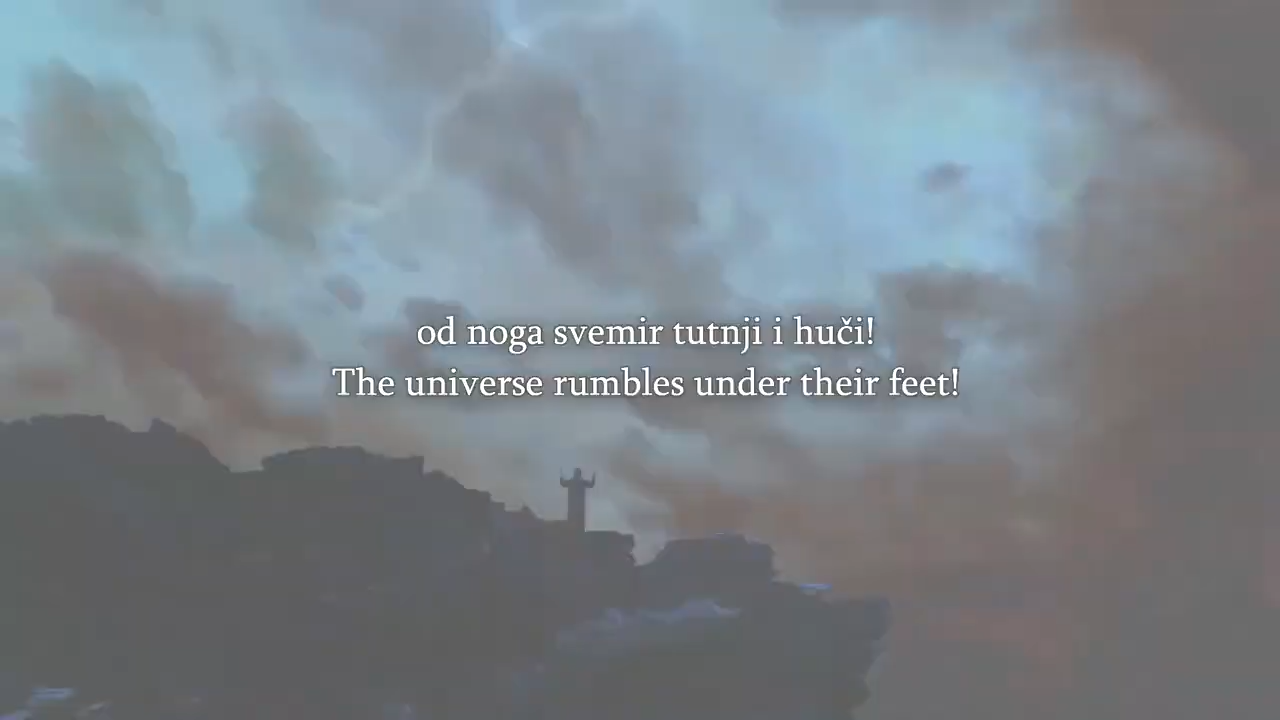 od noga svemir tutnji i huči!
The universe rumbles under their feet!